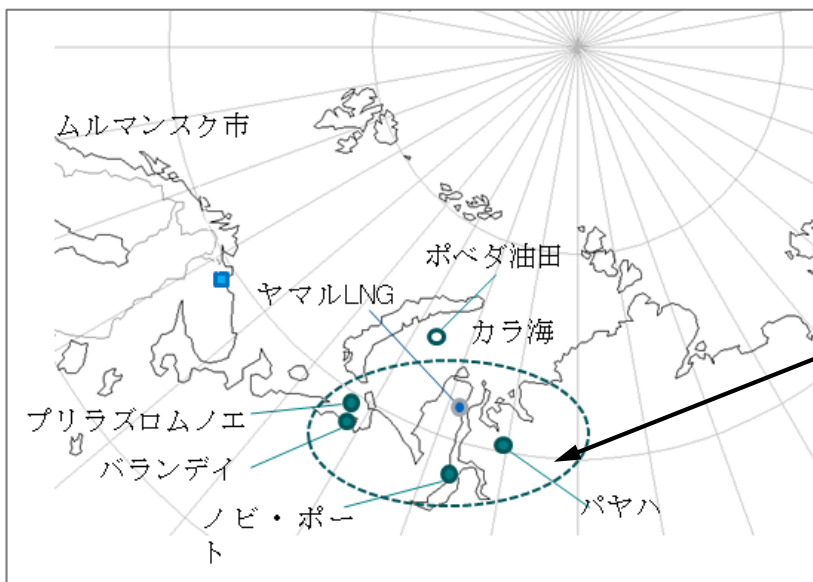 ムルマンスク市
ポベダ油田
ヤマルLNG
カラ海
プリラズロムノエ
バランデイ
ノビ・ポー
ト
パヤハ